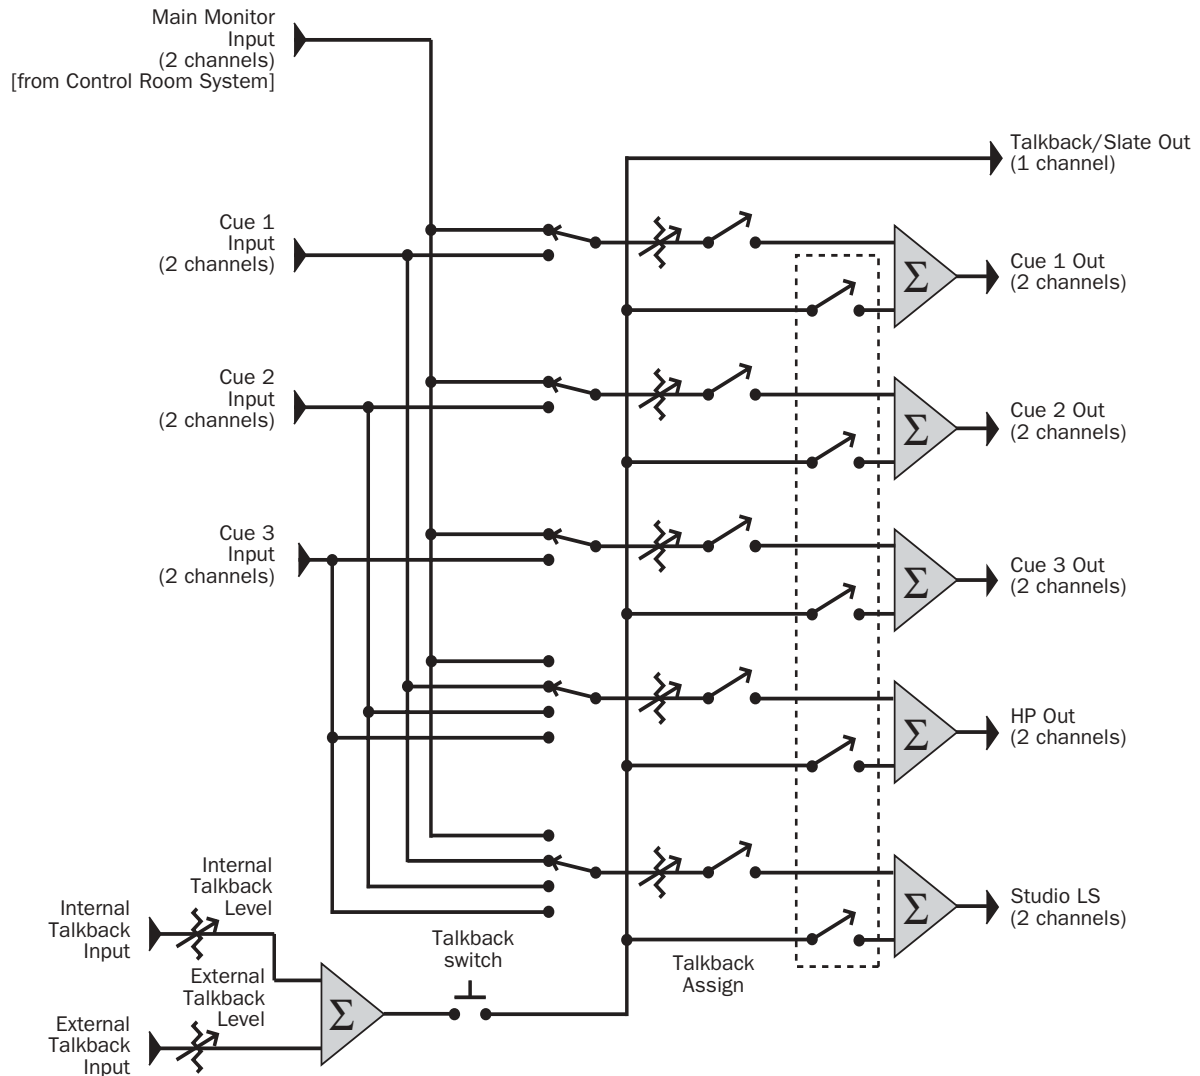 Main Monitor
Input
(2 channels)
[from Control Room System]
Talkback/Slate Out
(1 channel)
Cue 1
Input
(2 channels)
Σ
Cue 1 Out
(2 channels)
Cue 2
Input
(2 channels)
Σ
Cue 2 Out
(2 channels)
Cue 3
Input
(2 channels)
Σ
Cue 3 Out
(2 channels)
Σ
HP Out
(2 channels)
Σ
Studio LS
(2 channels)
Internal
Talkback
Level
Internal
Talkback
Input
Talkback
switch
Talkback
Assign
External
Talkback
Level
Σ
External
Talkback
Input